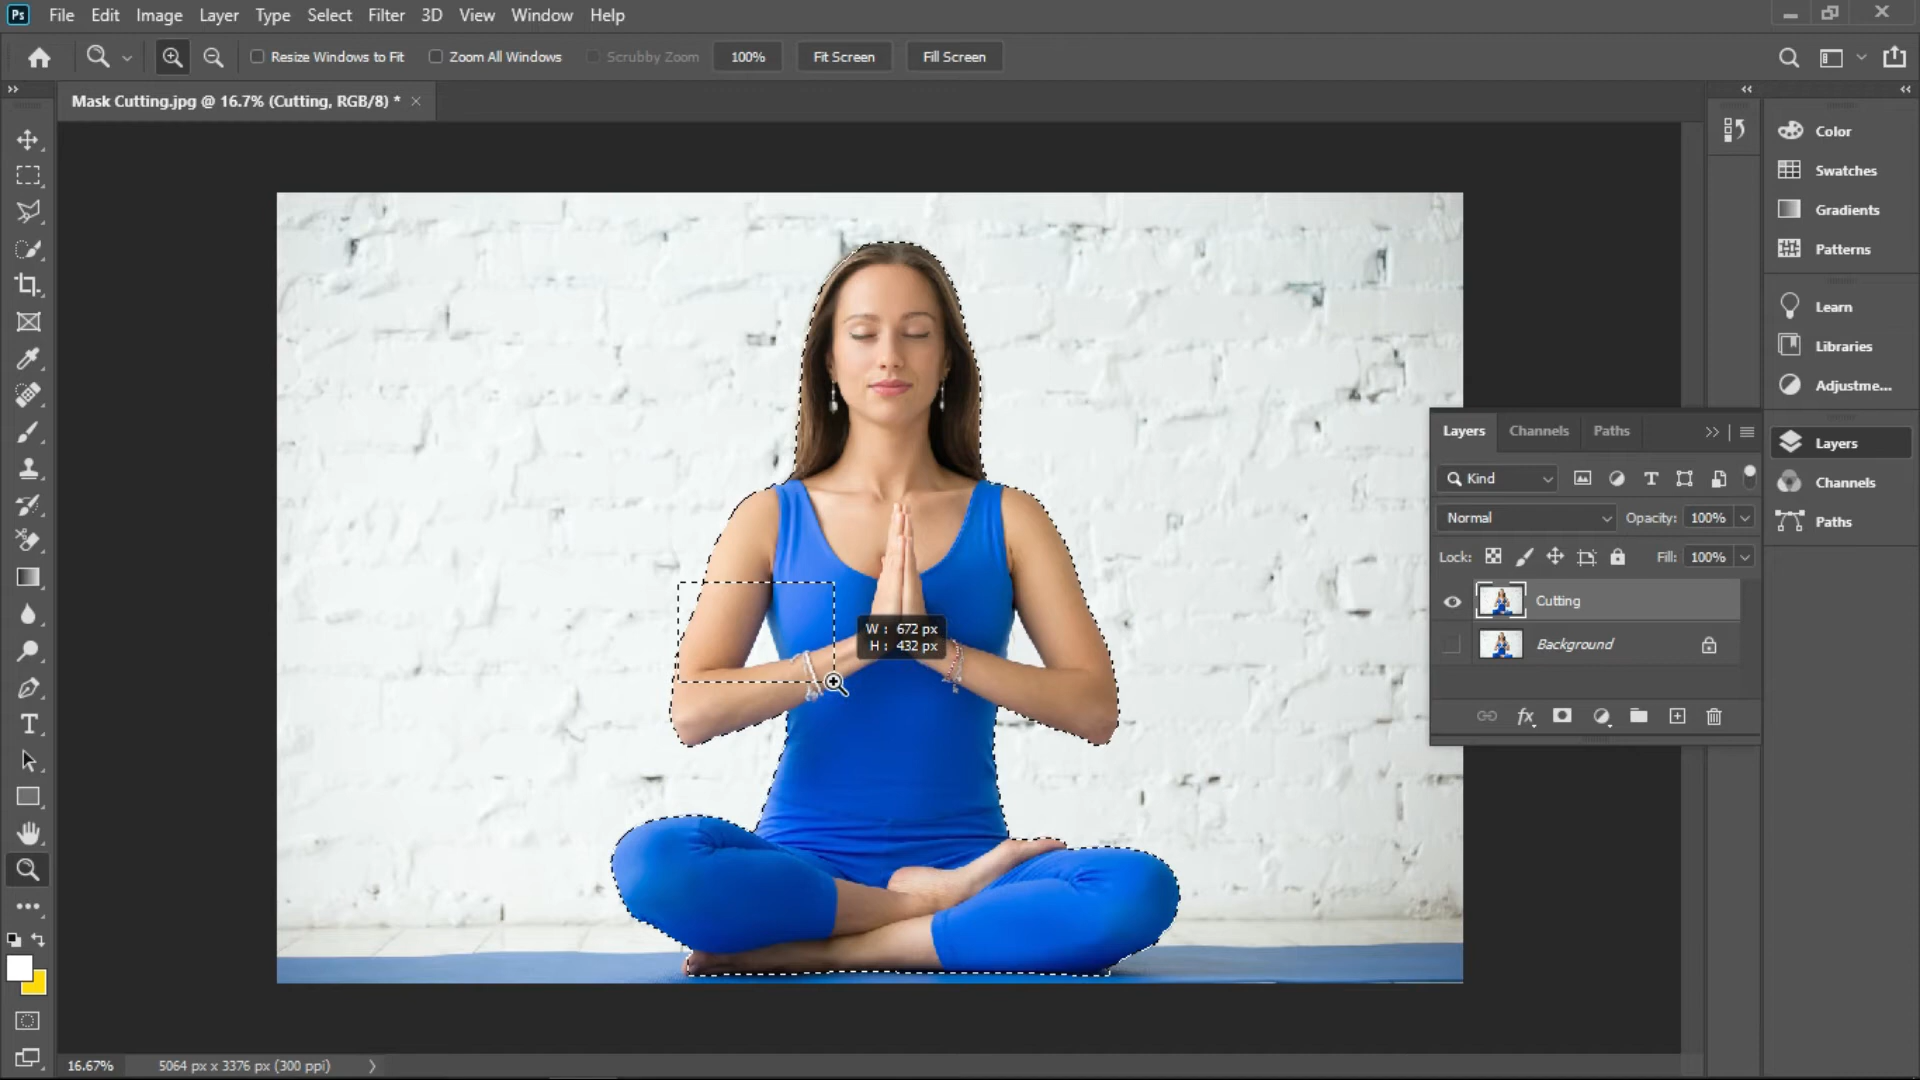 Ps File Edit Image Layer Type Select Filter 3D View Window Help
Resize Windows to Fit Zoom All Windows Scrubby Zoom 100% Fit Screen Fill Screen
Mask Cutting.jpg @ 16.7% (Cutting, RGB/8) *
Color
Swatches
Gradients
Patterns
Learn
Libraries
Adjustme...
Layers
Channels
Paths
Layers Channels Paths
Kind
Normal Opacity: 100%
Lock: Fill: 100%
Cutting
Background
fx
W : 672 px
H : 432 px
16.67% 5064 px x 3376 px (300 ppi)